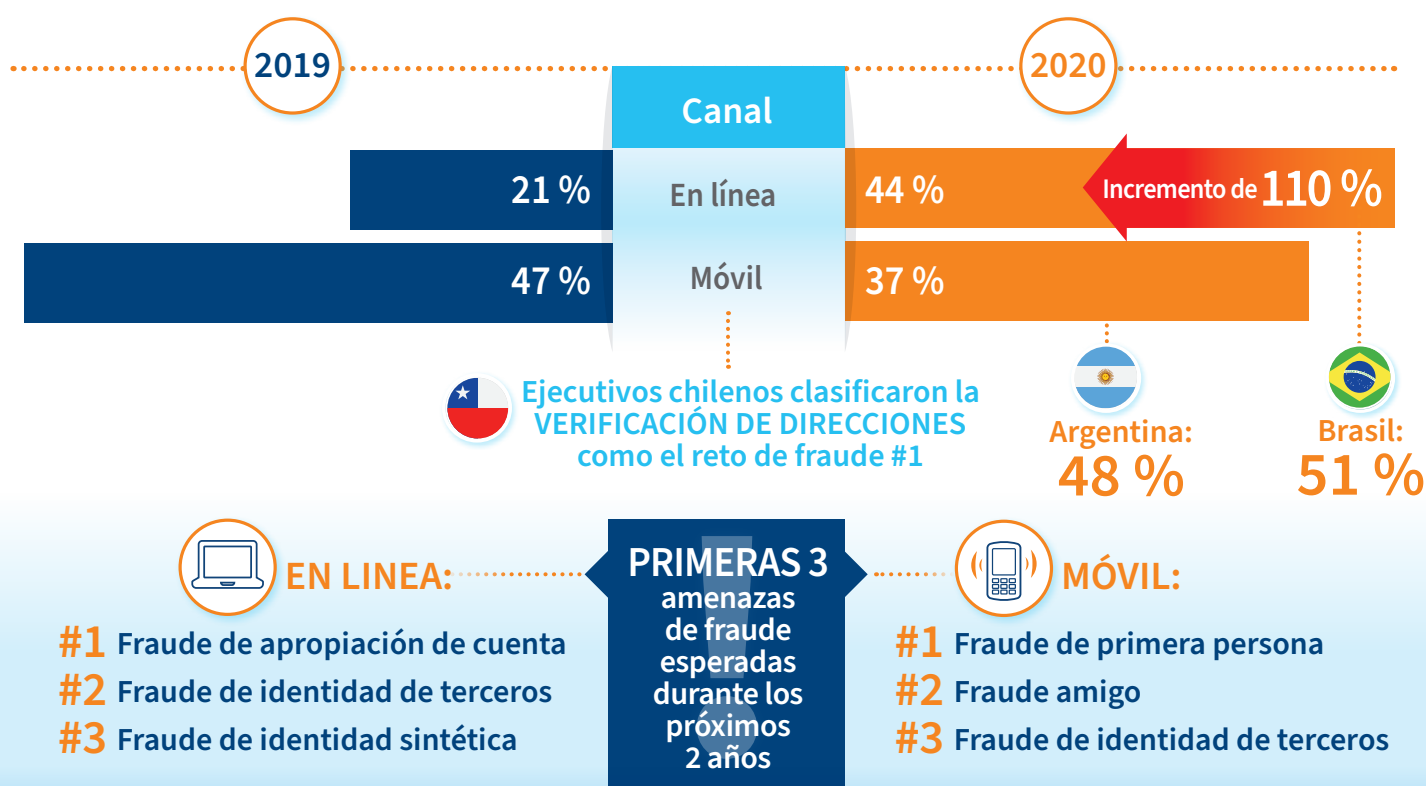 2019
2020
Canal
21 %
En línea
44 %
Incremento de 110 %
47 %
Móvil
37 %
Ejecutivos chilenos clasificaron la
VERIFICACIÓN DE DIRECCIONES
como el reto de fraude #1
Argentina:
48 %
Brasil:
51 %
EN LINEA:
#1 Fraude de apropiación de cuenta
#2 Fraude de identidad de terceros
#3 Fraude de identidad sintética
!
PRIMERAS 3
amenazas
de fraude
esperadas
durante los
próximos
2 años
MÓVIL:
#1 Fraude de primera persona
#2 Fraude amigo
#3 Fraude de identidad de terceros